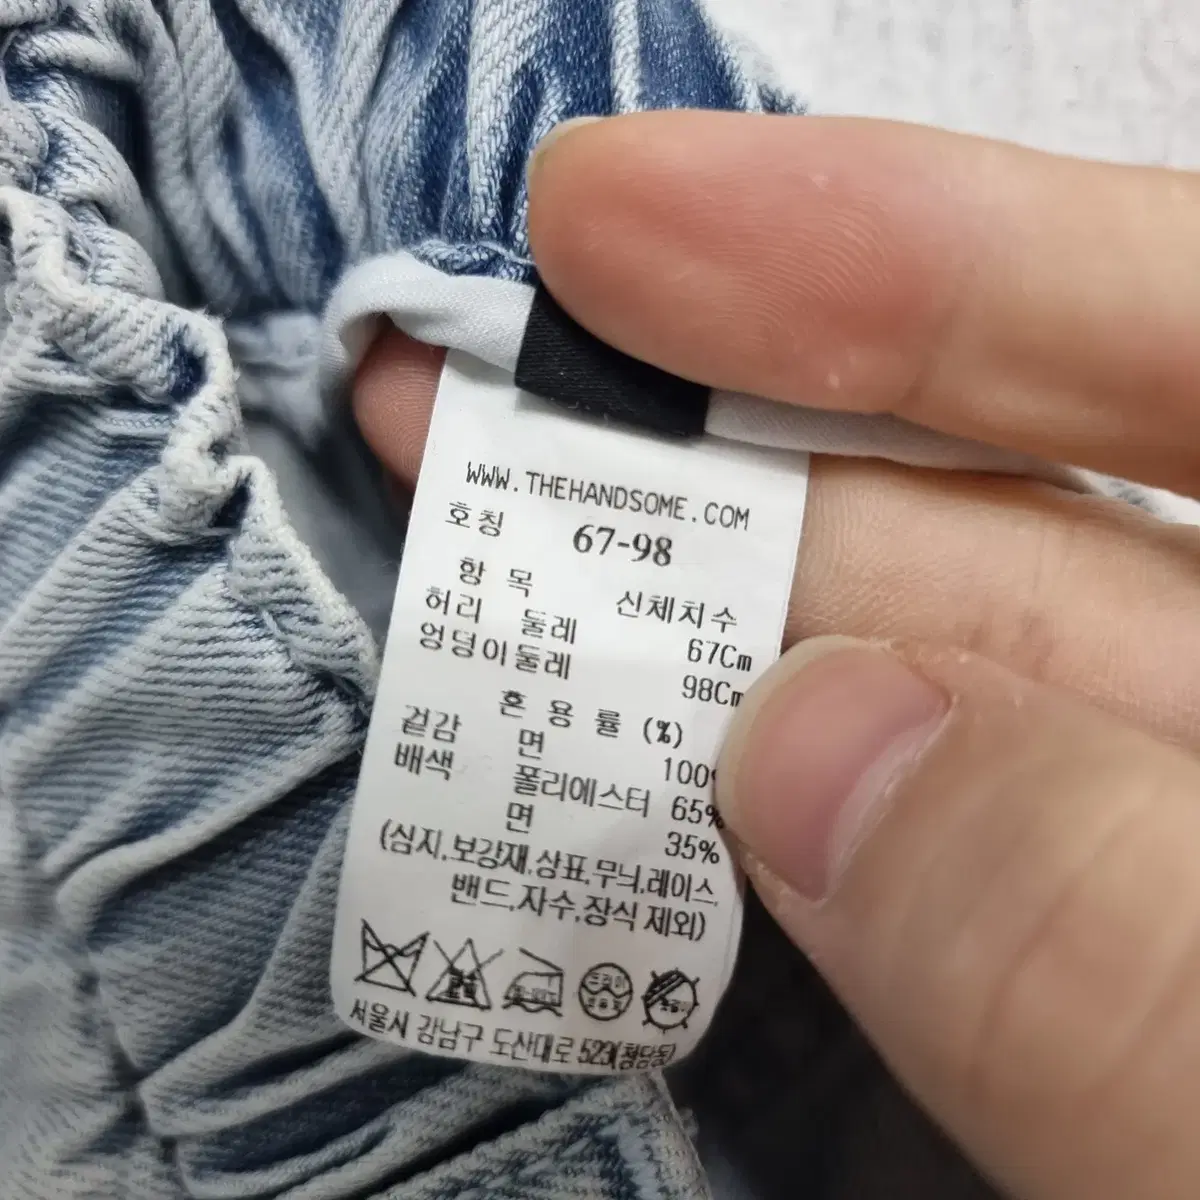 WWW.THEHANDSOME.COM
호칭 67-98
항 목 신체치수
허리 둘레 67Cm
엉덩이둘레 98Cm
혼 용 률 (%)
겉감 면 100%
배색 폴리에스터 65%
면 35%
(심지,보강재,상표,무늬,레이스,
밴드,자수,장식 제외)
드라이
서울시 강남구 도산대로 523(청담동)